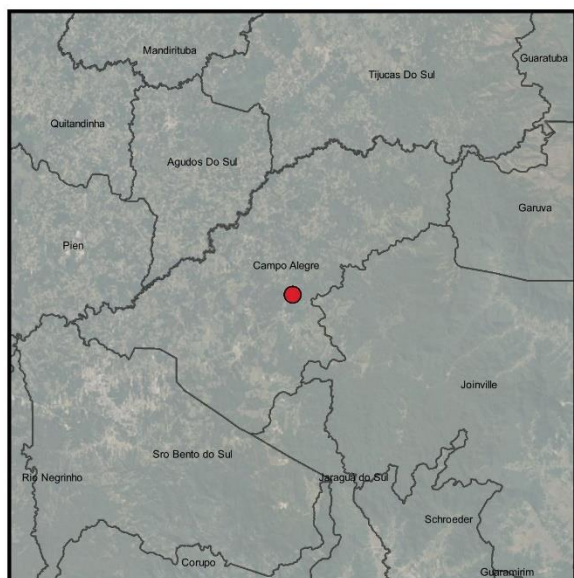 Mandirituba
Guaratuba
Tijucas Do Sul
Quitandinha
Agudos Do Sul
Garuva
Pien
Campo Alegre
Joinville
Sro Bento do Sul
Rio Negrinho
Jaragua do Sul
Schroeder
Corupo
Guaramirim